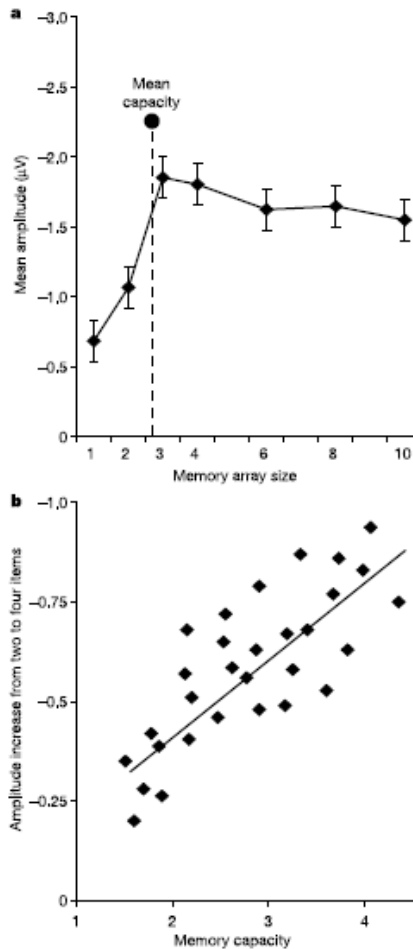 a
–3.0
–2.5
–2.0
–1.5
–1.0
–0.5
0
Mean amplitude (µV)
Mean
capacity
1 2 3 4 6 8 10
Memory array size
b
–1.0
–0.75
–0.5
–0.25
0
Amplitude increase from two to four items
1 2 3 4
Memory capacity